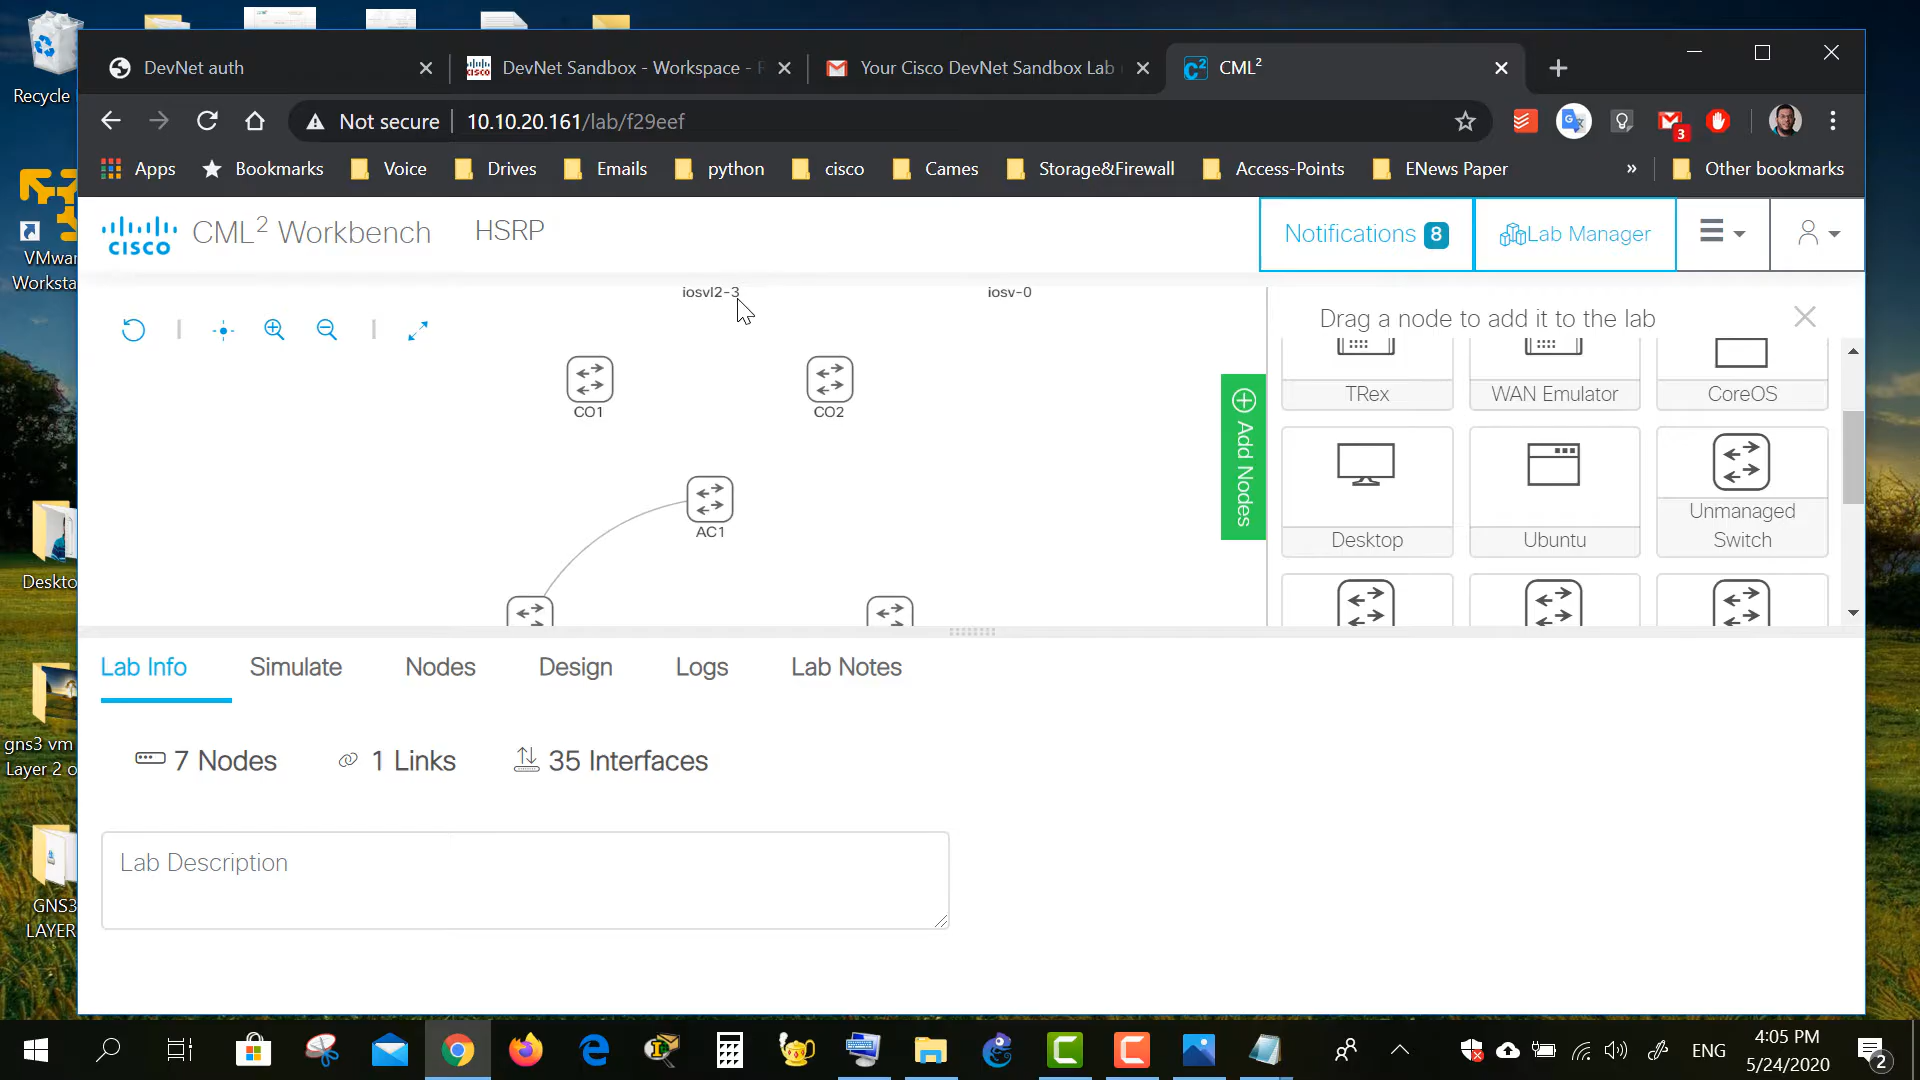 DevNet auth
DevNet Sandbox - Workspace -
Your Cisco DevNet Sandbox Lab
CML²
Not secure
10.10.20.161/lab/f29eef
3
Apps
Bookmarks
Voice
Drives
Emails
python
cisco
Cames
Storage&Firewall
Access-Points
ENews Paper
»
Other bookmarks
cisco
CML² Workbench
HSRP
Notifications 8
Lab Manager
iosvl2-3
iosv-0
CO1
CO2
AC1
Add Nodes
Drag a node to add it to the lab
TRex
WAN Emulator
CoreOS
Desktop
Ubuntu
Unmanaged
Switch
Lab Info
Simulate
Nodes
Design
Logs
Lab Notes
7 Nodes
1 Links
35 Interfaces
Lab Description
Recycle
VMwar
Worksta
Deskto
gns3 vm
Layer 2 o
GNS3
LAYER
ENG
4:05 PM
5/24/2020
2